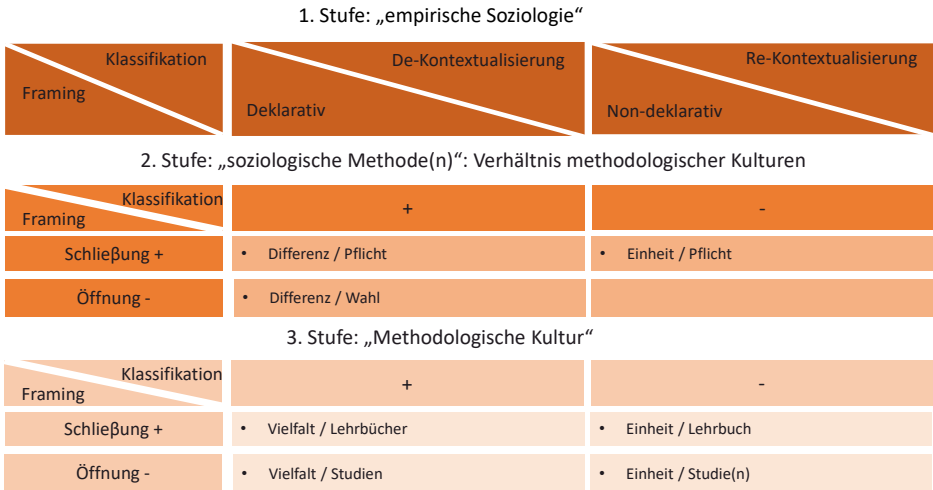 1. Stufe: „empirische Soziologie“
Klassifikation
Framing
De-Kontextualisierung
Deklarativ
Re-Kontextualisierung
Non-deklarativ
2. Stufe: „soziologische Methode(n)“: Verhältnis methodologischer Kulturen
Klassifikation
Framing
+
-
Schließung +
• Differenz / Pflicht
• Einheit / Pflicht
Öffnung -
• Differenz / Wahl
3. Stufe: „Methodologische Kultur“
Klassifikation
Framing
+
-
Schließung +
• Vielfalt / Lehrbücher
• Einheit / Lehrbuch
Öffnung -
• Vielfalt / Studien
• Einheit / Studie(n)